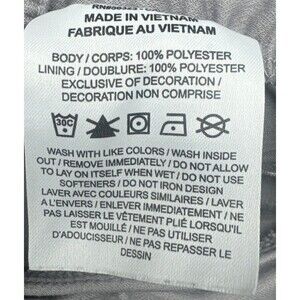 MADE IN VIETNAM
FABRIQUE AU VIETNAM
BODY / CORPS: 100% POLYESTER
LINING / DOUBLURE: 100% POLYESTER
EXCLUSIVE OF DECORATION /
DECORATION NON COMPRISE
30C
WASH WITH LIKE COLORS / WASH INSIDE
OUT / REMOVE IMMEDIATELY / DO NOT ALLOW
TO LAY ON ITSELF WHEN WET / DO NOT USE
SOFTENERS / DO NOT IRON DESIGN
LAVER AVEC COULEURS SIMILAIRES / LAVER
A L'ENVERS / ENLEVER IMMEDIATEMENT / NE
PAS LAISSER LE VÊTEMENT PLIÉ LORSQU'IL
EST MOUILLÉ / NE PAS UTILISER
D'ADOUCISSEUR / NE PAS REPASSER LE
DESSIN